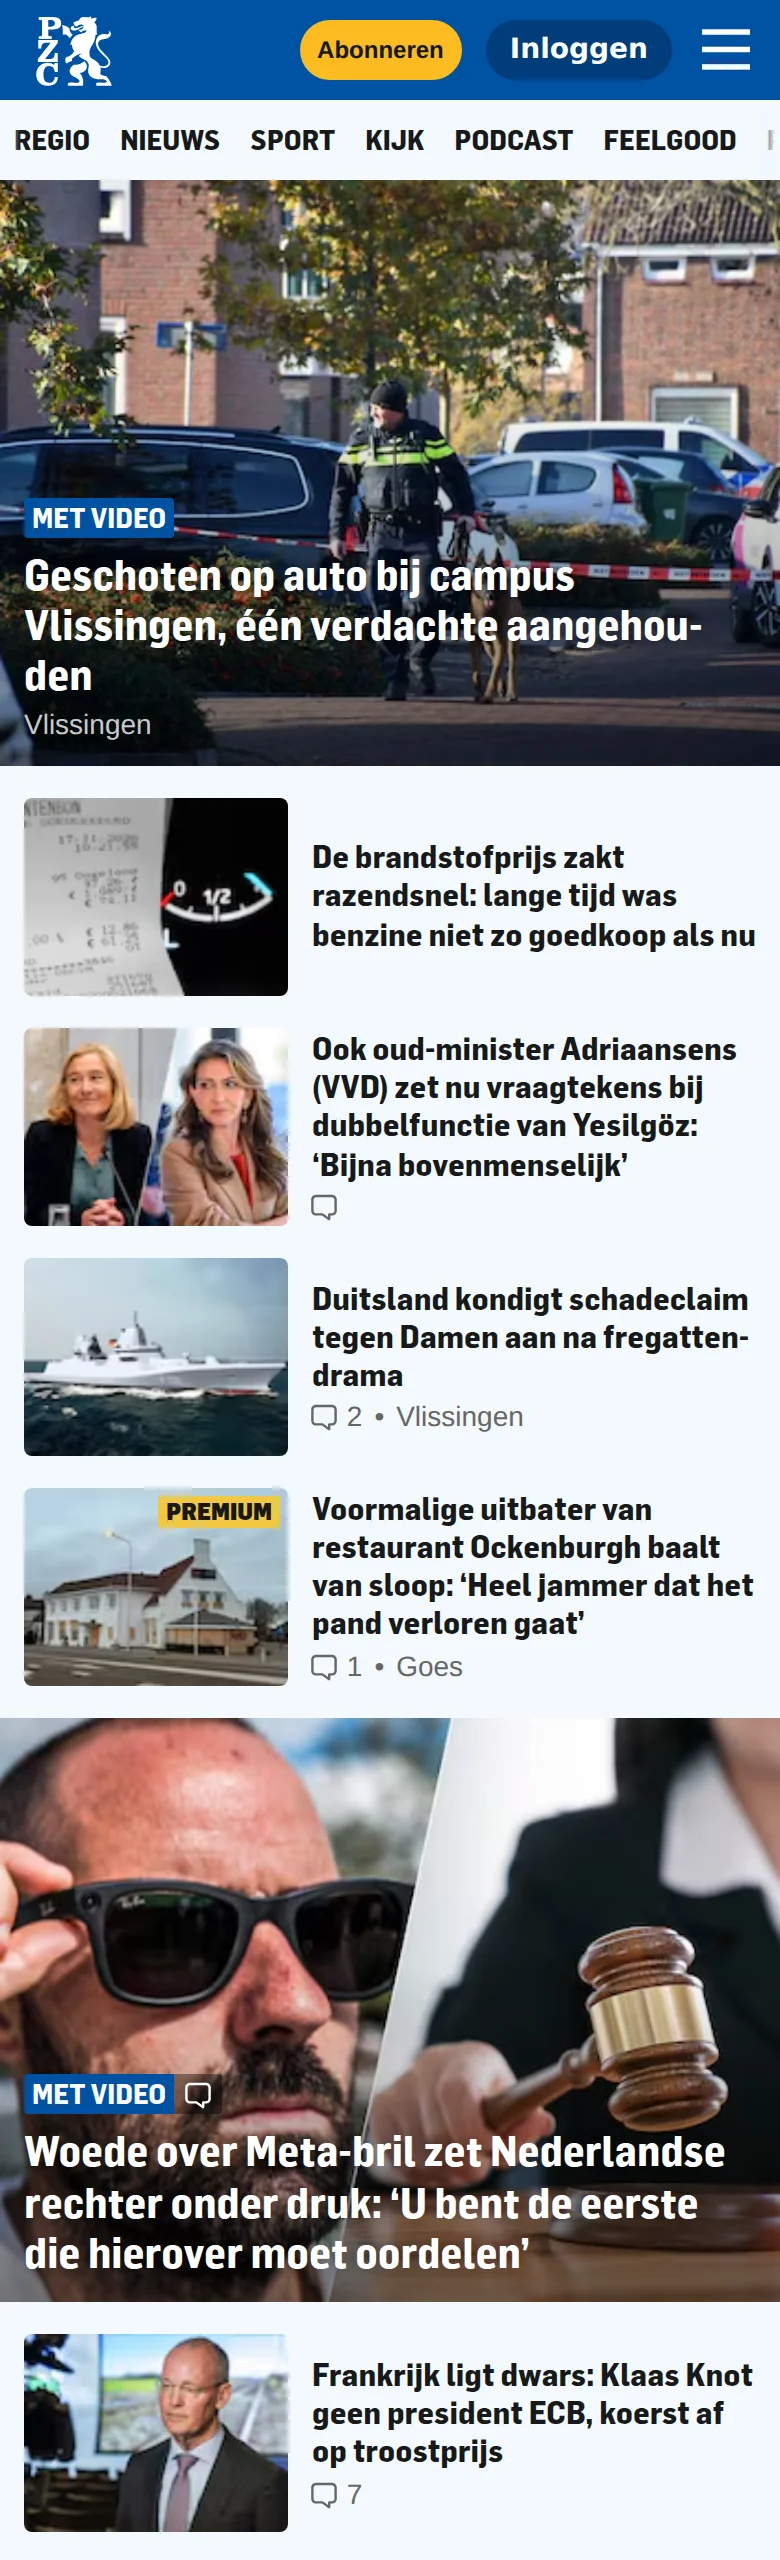 PZC
Abonneren
Inloggen
REGIO NIEUWS SPORT KIJK PODCAST FEELGOOD
MET VIDEO
Geschoten op auto bij campus
Vlissingen, één verdachte aangehou-
den
Vlissingen
0 1/2
De brandstofprijs zakt
razendsnel: lange tijd was
benzine niet zo goedkoop als nu
Ook oud-minister Adriaansens
(VVD) zet nu vraagtekens bij
dubbelfunctie van Yesilgöz:
‘Bijna bovenmenselijk’
Duitsland kondigt schadeclaim
tegen Damen aan na fregatten-
drama
2 • Vlissingen
PREMIUM
Voormalige uitbater van
restaurant Ockenburgh baalt
van sloop: ‘Heel jammer dat het
pand verloren gaat’
1 • Goes
MET VIDEO
Woede over Meta-bril zet Nederlandse
rechter onder druk: ‘U bent de eerste
die hierover moet oordelen’
Frankrijk ligt dwars: Klaas Knot
geen president ECB, koerst af
op troostprijs
7